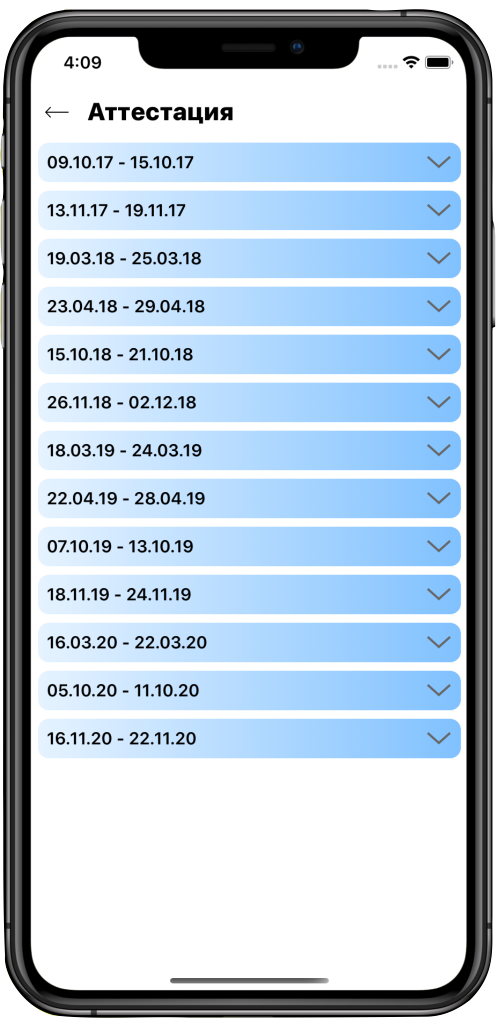 4:09
Аттестация
09.10.17 - 15.10.17
13.11.17 - 19.11.17
19.03.18 - 25.03.18
23.04.18 - 29.04.18
15.10.18 - 21.10.18
26.11.18 - 02.12.18
18.03.19 - 24.03.19
22.04.19 - 28.04.19
07.10.19 - 13.10.19
18.11.19 - 24.11.19
16.03.20 - 22.03.20
05.10.20 - 11.10.20
16.11.20 - 22.11.20